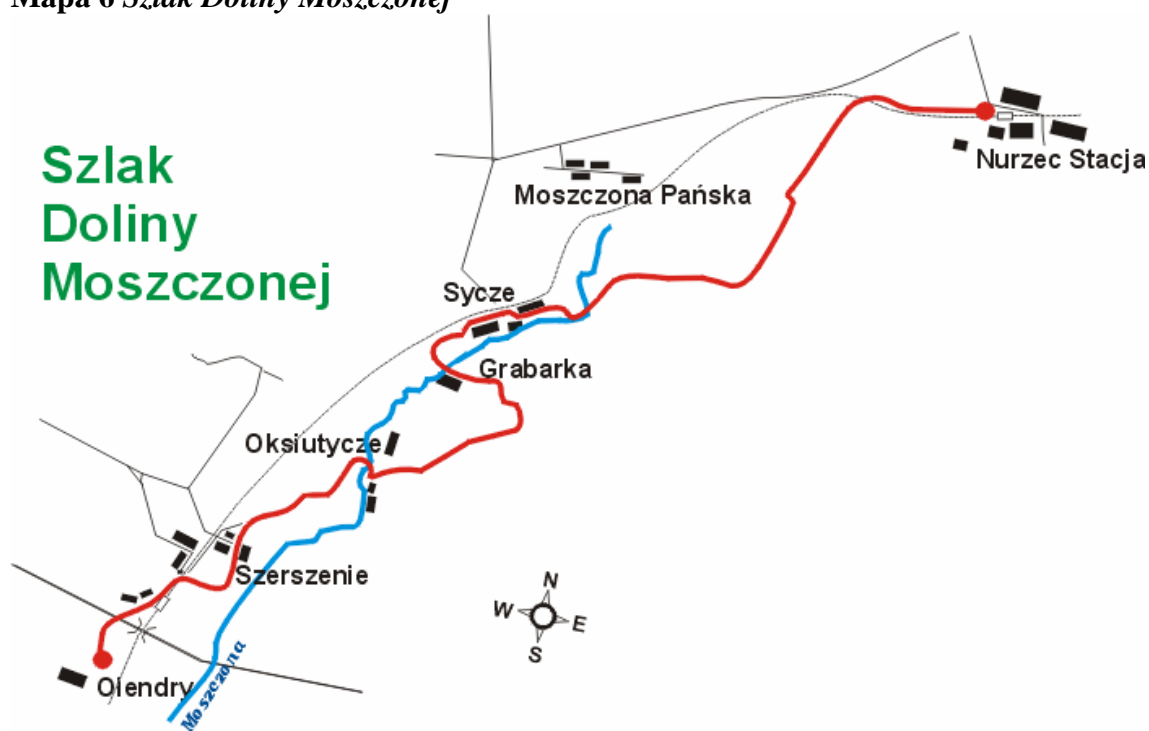 Mapa 6 Szlak Doliny Moszczonej
Szlak
Doliny
Moszczonej
Nurzec Stacja
Moszczona Pańska
Sycze
Grabarka
Oksiutycze
Szerszenie
N
W
E
S
Olendry
Moszczona